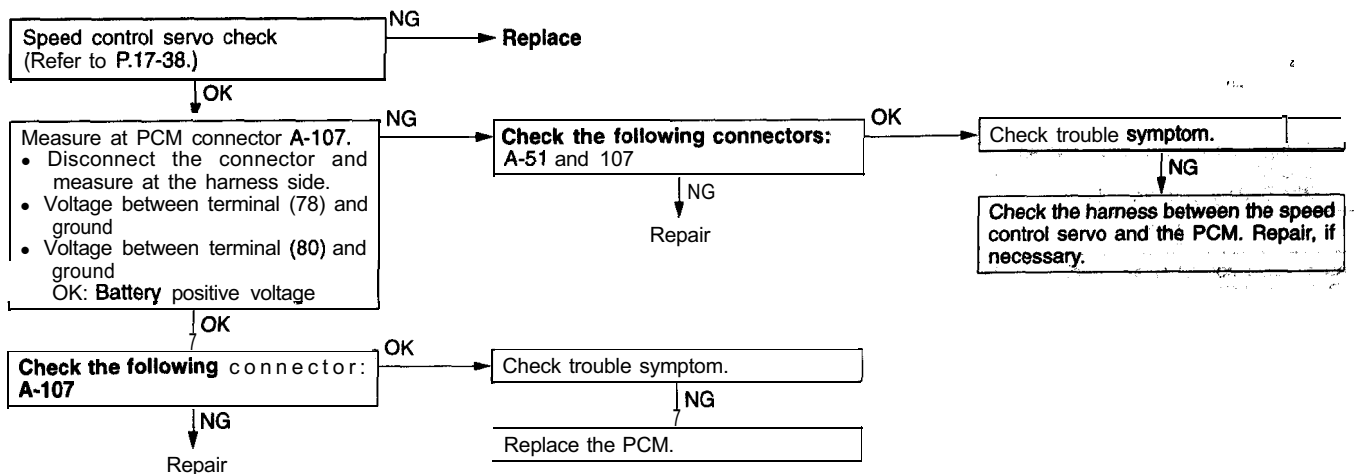 NG
Speed control servo check
(Refer to P.17-38.)
Replace
OK
Measure at PCM connector A-107.
• Disconnect the connector and
measure at the harness side.
• Voltage between terminal (78) and
ground
• Voltage between terminal (80) and
ground
OK: Battery positive voltage
NG
Check the following connectors:
A-51 and 107
OK
Check trouble symptom.
NG
Repair
NG
Check the harness between the speed
control servo and the PCM. Repair, if
necessary.
OK
Check the following connector:
A-107
OK
Check trouble symptom.
NG
Repair
NG
Replace the PCM.